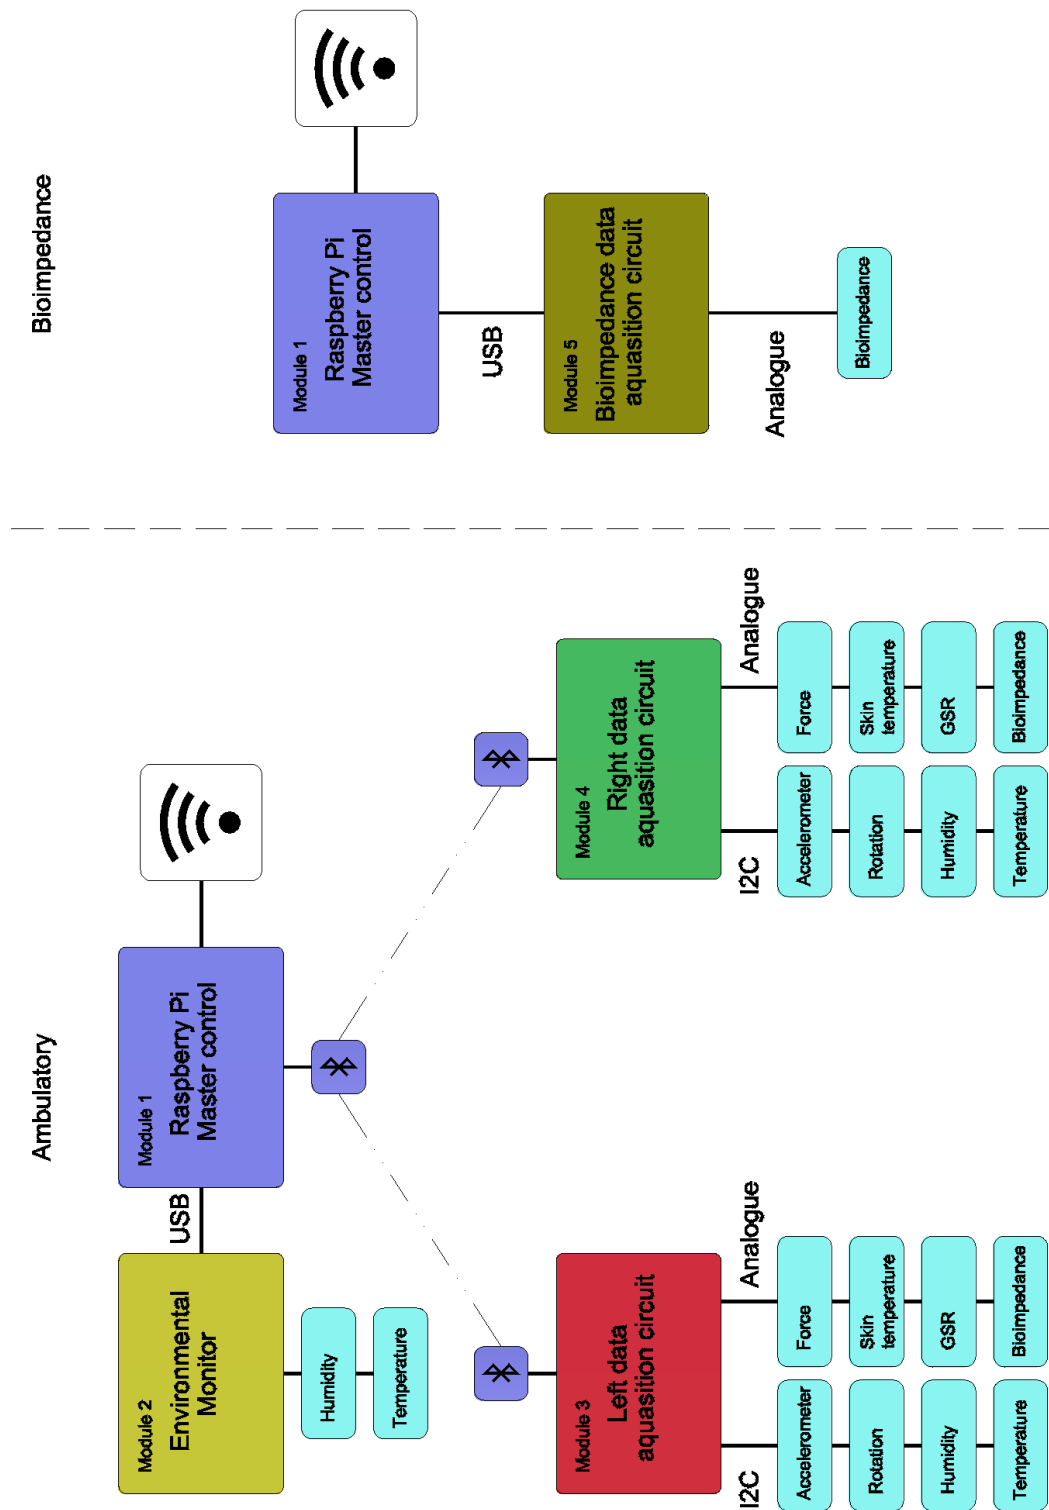 Ambulatory
Module 2
Environmental
Monitor
USB
Module 1
Raspberry Pi
Master control
Humidity
Temperature
Module 3
Left data
aquasition circuit
I2C
Analogue
Accelerometer
Rotation
Humidity
Temperature
Force
Skin
temperature
GSR
Bioimpedance
Module 4
Right data
aquasition circuit
I2C
Analogue
Accelerometer
Rotation
Humidity
Temperature
Force
Skin
temperature
GSR
Bioimpedance
Bioimpedance
Module 1
Raspberry Pi
Master control
USB
Module 5
Bioimpedance data
aquasition circuit
Analogue
Bioimpedance